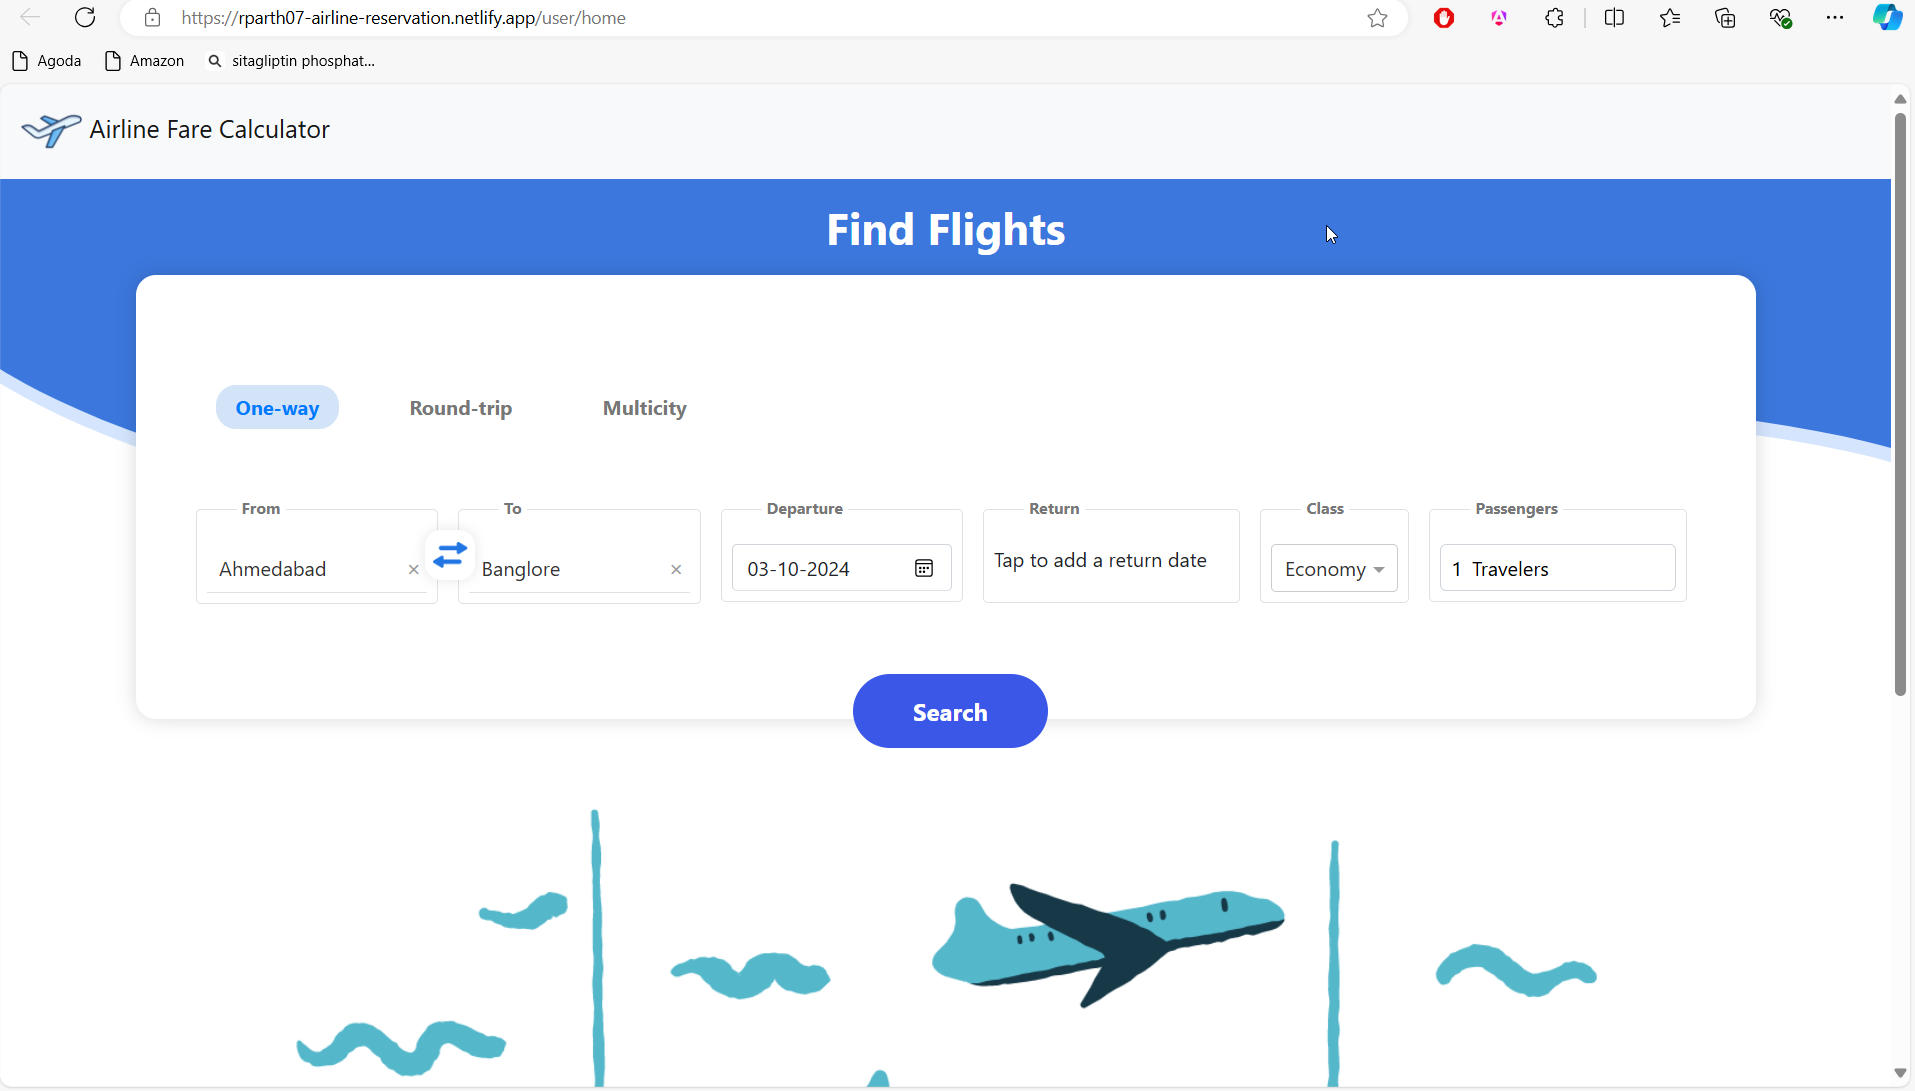 https://rparth07-airline-reservation.netlify.app/user/home
Agoda Amazon sitagliptin phosphat...
Airline Fare Calculator
Find Flights
One-way Round-trip Multicity
From To Departure Return Class Passengers
Ahmedabad × Banglore × 03-10-2024 Tap to add a return date Economy 1 Travelers
Search